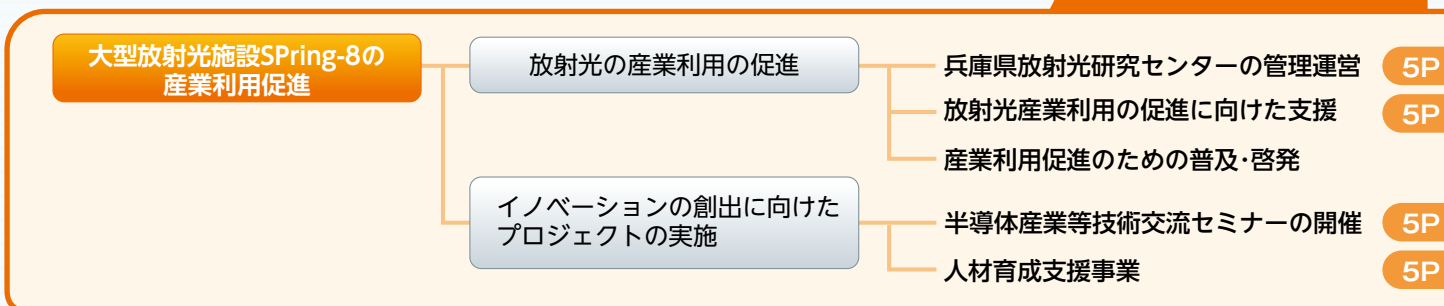 大型放射光施設SPring-8の
産業利用促進
放射光の産業利用の促進
兵庫県放射光研究センターの管理運営 5P
放射光産業利用の促進に向けた支援 5P
産業利用促進のための普及・啓発
イノベーションの創出に向けた
プロジェクトの実施
半導体産業等技術交流セミナーの開催 5P
人材育成支援事業 5P